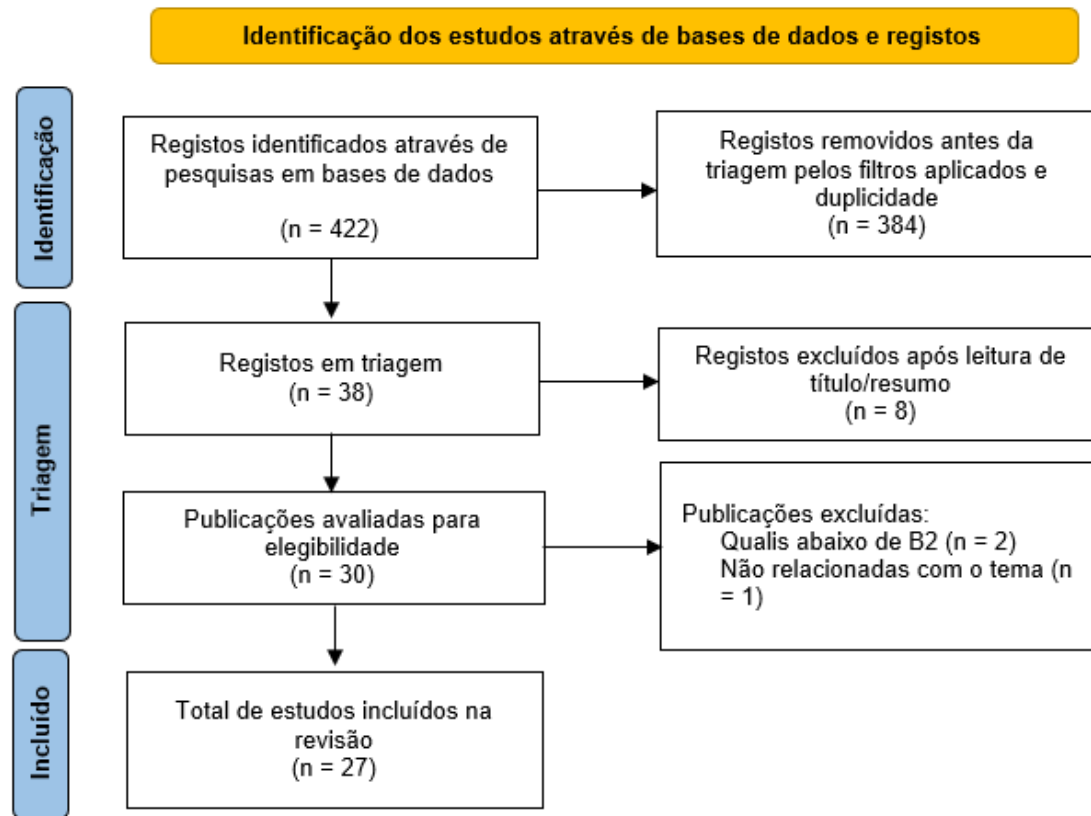 Identificação dos estudos através de bases de dados e registos
Identificação
Registos identificados através de
pesquisas em bases de dados
(n = 422)
Registos removidos antes da
triagem pelos filtros aplicados e
duplicidade
(n = 384)
Triagem
Registos em triagem
(n = 38)
Registos excluídos após leitura de
título/resumo
(n = 8)
Publicações avaliadas para
elegibilidade
(n = 30)
Publicações excluídas:
Qualis abaixo de B2 (n = 2)
Não relacionadas com o tema (n
= 1)
Incluído
Total de estudos incluídos na
revisão
(n = 27)